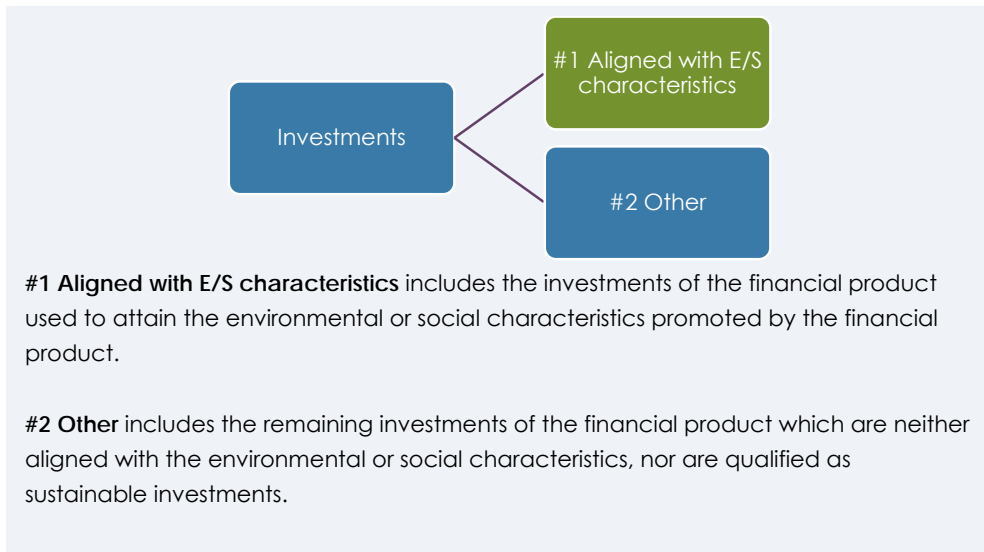 #1 Aligned with E/S
characteristics
Investments
#2 Other
#1 Aligned with E/S characteristics includes the investments of the financial product
used to attain the environmental or social characteristics promoted by the financial
product.
#2 Other includes the remaining investments of the financial product which are neither
aligned with the environmental or social characteristics, nor are qualified as
sustainable investments.